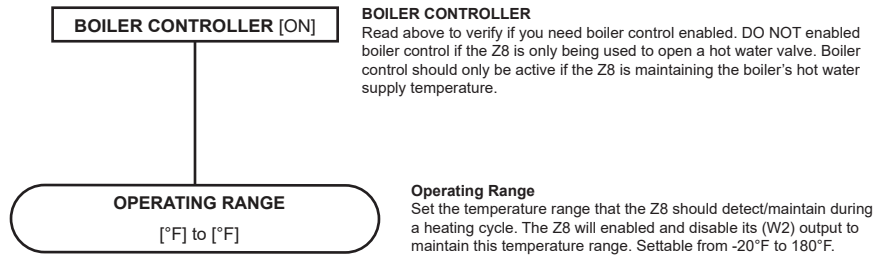 BOILER CONTROLLER [ON]
BOILER CONTROLLER
Read above to verify if you need boiler control enabled. DO NOT enabled
boiler control if the Z8 is only being used to open a hot water valve. Boiler
control should only be active if the Z8 is maintaining the boiler's hot water
supply temperature.
OPERATING RANGE
[°F] to [°F]
Operating Range
Set the temperature range that the Z8 should detect/maintain during
a heating cycle. The Z8 will enabled and disable its (W2) output to
maintain this temperature range. Settable from -20°F to 180°F.